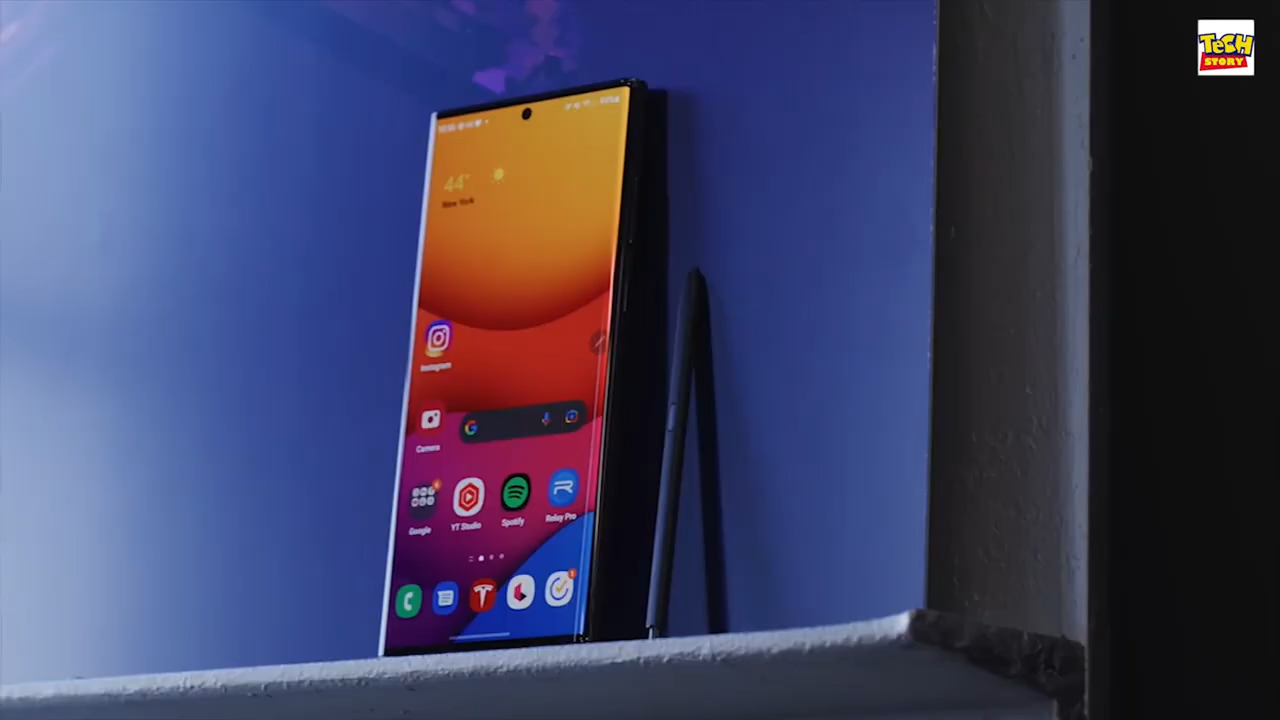 TeCH
STORY
44°
New York
Instagram
Camera
Google
YT Studio
Spotify
Relay Pro